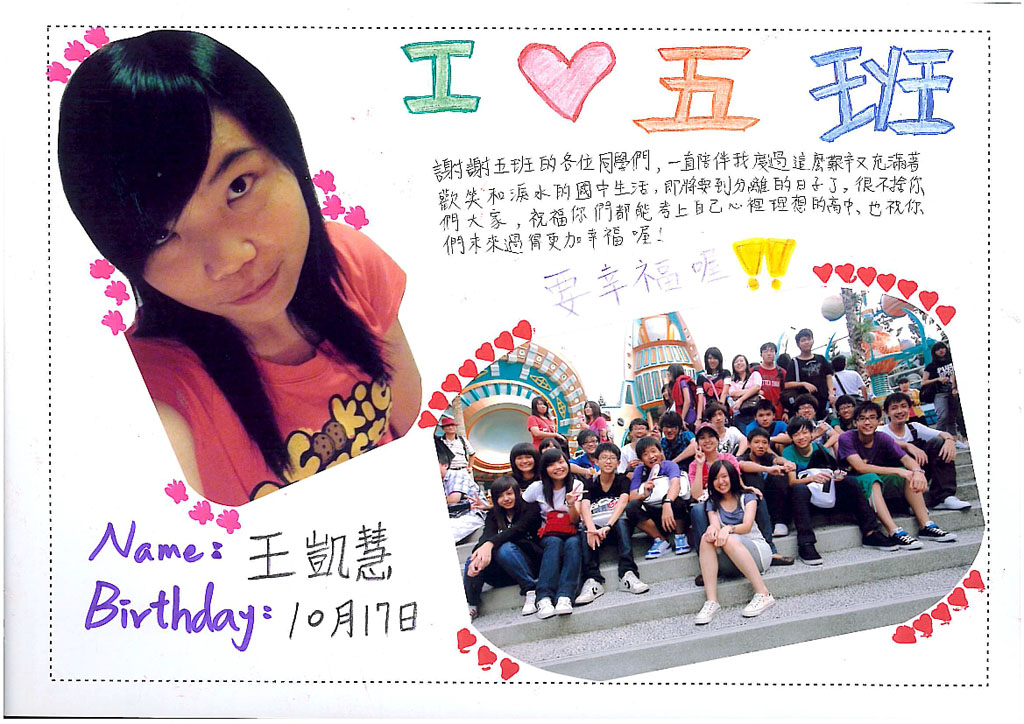 I ♥ 五班
謝謝五班的各位同學們，一直陪伴我度過這麼艱辛又充滿著
歡笑和淚水的國中生活，即將要到分離的日子了，很不捨你
們大家，祝福你們都能考上自己心裡理想的高中、也祝你
們未來過得更加幸福喔！
要幸福喔!!
Name: 王凱慧
Birthday: 10月17日